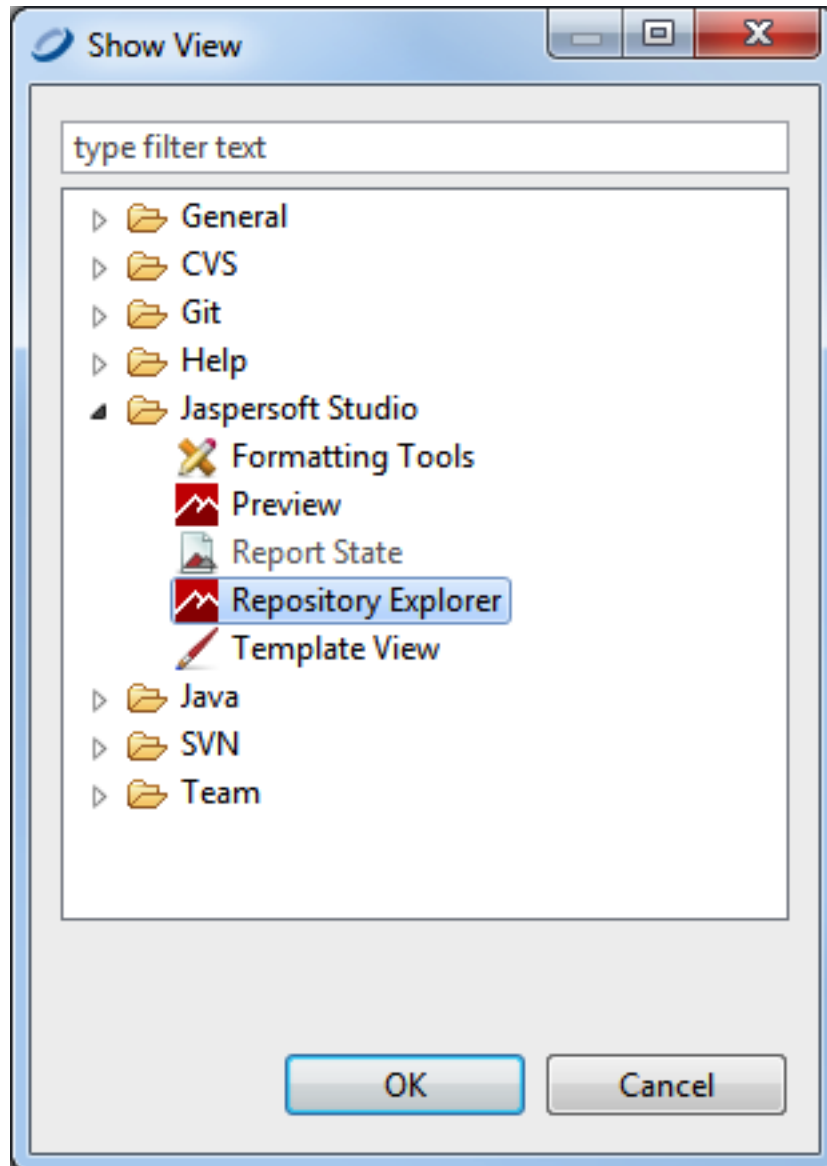 Show View
type filter text
General
CVS
Git
Help
Jaspersoft Studio
Formatting Tools
Preview
Report State
Repository Explorer
Template View
Java
SVN
Team
OK Cancel